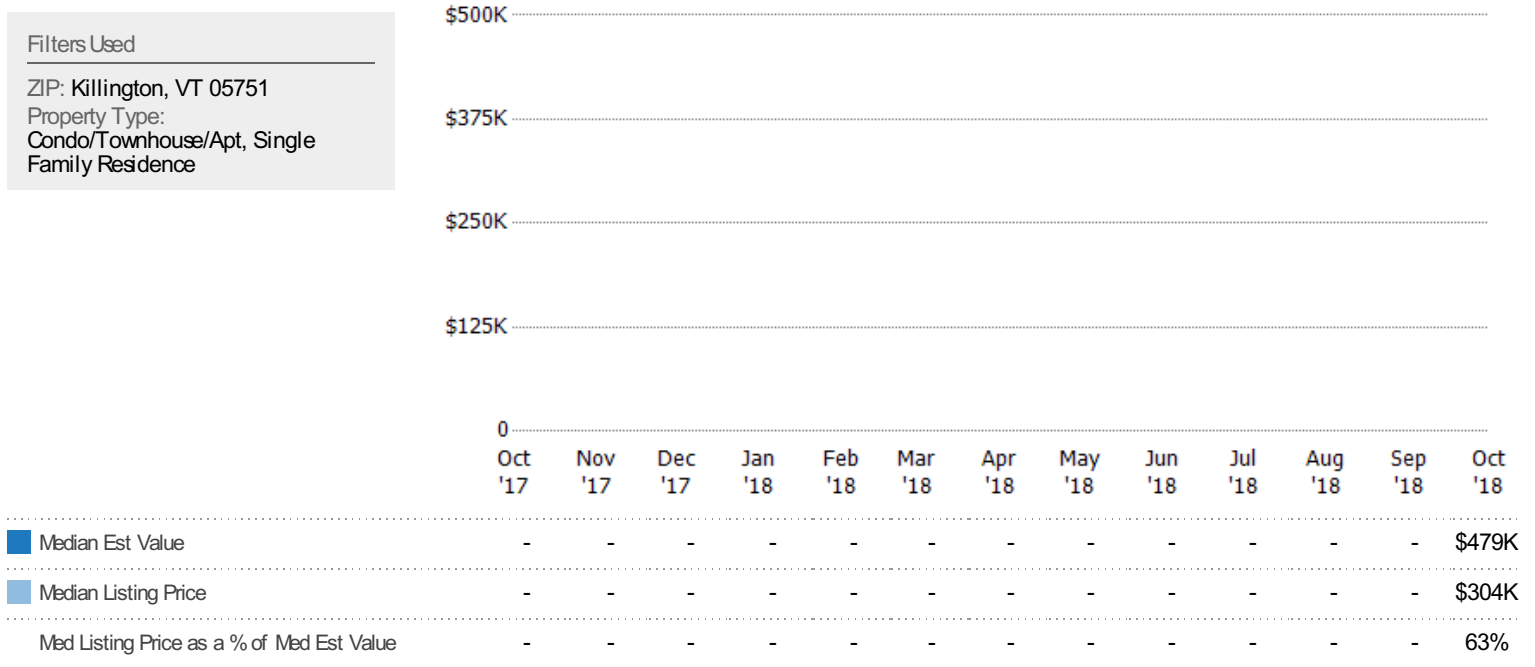 Filters Used
ZIP: Killington, VT 05751
Property Type:
Condo/Townhouse/Apt, Single
Family Residence
$500K
$375K
$250K
$125K
0
Oct Nov Dec Jan Feb Mar Apr May Jun Jul Aug Sep Oct
'17 '17 '17 '18 '18 '18 '18 '18 '18 '18 '18 '18 '18
Median Est Value - - - - - - - - - - - - $479K
Median Listing Price - - - - - - - - - - - - $304K
Med Listing Price as a % of Med Est Value - - - - - - - - - - - - 63%